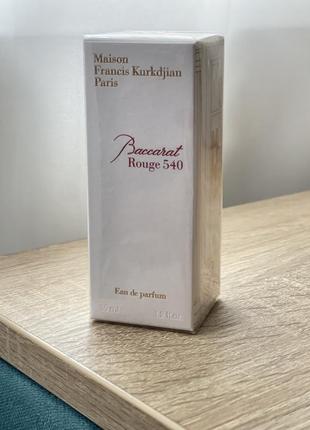 Maison
Francis Kurkdjian
Paris
Baccarat
Rouge 540
Eau de parfum